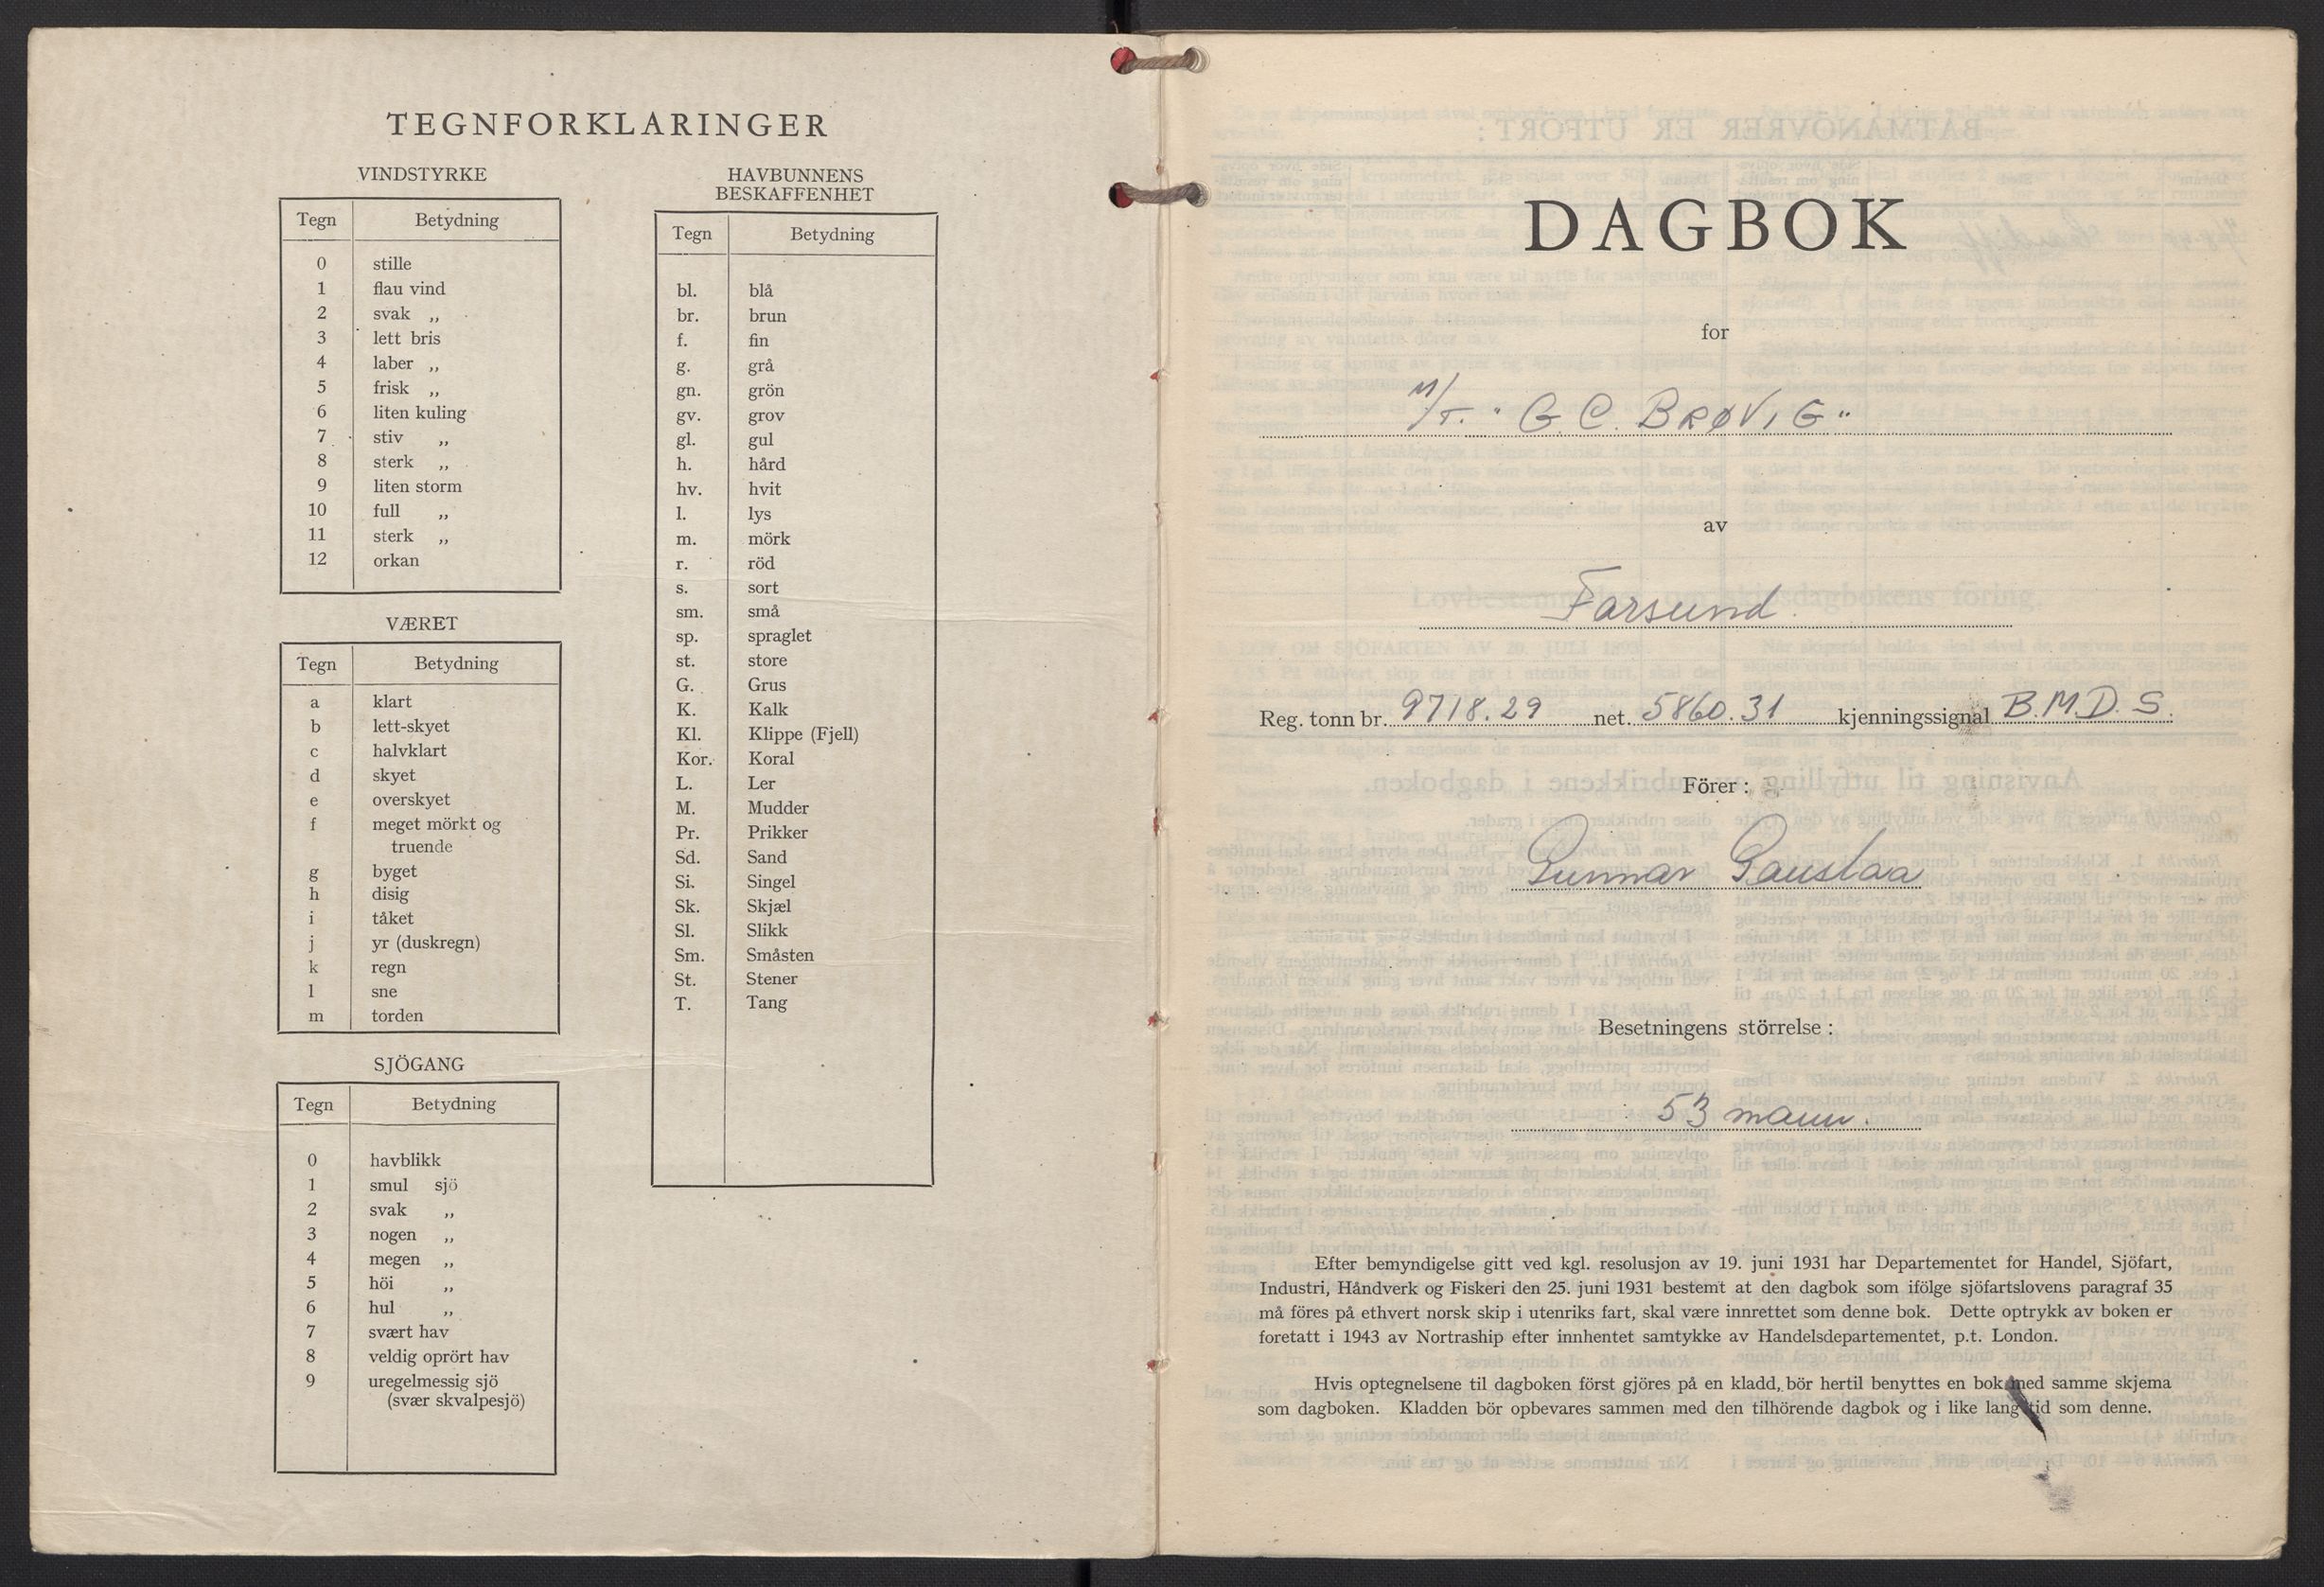 TEGNFORKLARINGER
VINDSTYRKE
Tegn Betydning
0 stille
1 flau vind
2 svak „
3 lett bris
4 laber „
5 frisk „
6 liten kuling
7 stiv „
8 sterk „
9 liten storm
10 full „
11 sterk „
12 orkan
VÆRET
Tegn Betydning
a klart
b lett-skyet
c halvklart
d skyet
e overskyet
f meget mörkt og
truende
g byget
h disig
i tåket
j yr (duskregn)
k regn
l sne
m torden
SJÖGANG
Tegn Betydning
0 havblikk
1 smul sjö
2 svak „
3 nogen „
4 megen „
5 höi „
6 hul „
7 svært hav
8 veldig oprört hav
9 uregelmessig sjö
(svær skvalpesjö)
HAVBUNNENS
BESKAFFENHET
Tegn Betydning
bl. blå
br. brun
f. fin
g. grå
gn. grön
gv. grov
gl. gul
h. hård
hv. hvit
l. lys
m. mörk
r. röd
s. sort
sm. små
sp. spraglet
st. store
G. Grus
K. Kalk
Kl. Klippe (Fjell)
Kor. Koral
L. Ler
M. Mudder
Pr. Prikker
Sd. Sand
Si. Singel
Sk. Skjæl
Sl. Slikk
Sm. Småsten
St. Stener
T. Tang
DAGBOK
for
M/T. "G. C. BRØVIG"
av
Farsund.
Reg. tonn br. 9718.29 net. 5860.31 kjenningssignal B.M.D.S.
Förer :
Gunnar Gauslaa
Besetningens störrelse :
53 mann.
Efter bemyndigelse gitt ved kgl. resolusjon av 19. juni 1931 har Departementet for Handel, Sjöfart,
Industri, Håndverk og Fiskeri den 25. juni 1931 bestemt at den dagbok som ifölge sjöfartslovens paragraf 35
må föres på ethvert norsk skip i utenriks fart, skal være innrettet som denne bok. Dette optrykk av boken er
foretatt i 1943 av Nortraship efter innhentet samtykke av Handelsdepartementet, p.t. London.
Hvis optegnelsene til dagboken först gjöres på en kladd, bör hertil benyttes en bok med samme skjema
som dagboken. Kladden bör opbevares sammen med den tilhörende dagbok og i like lang tid som denne.